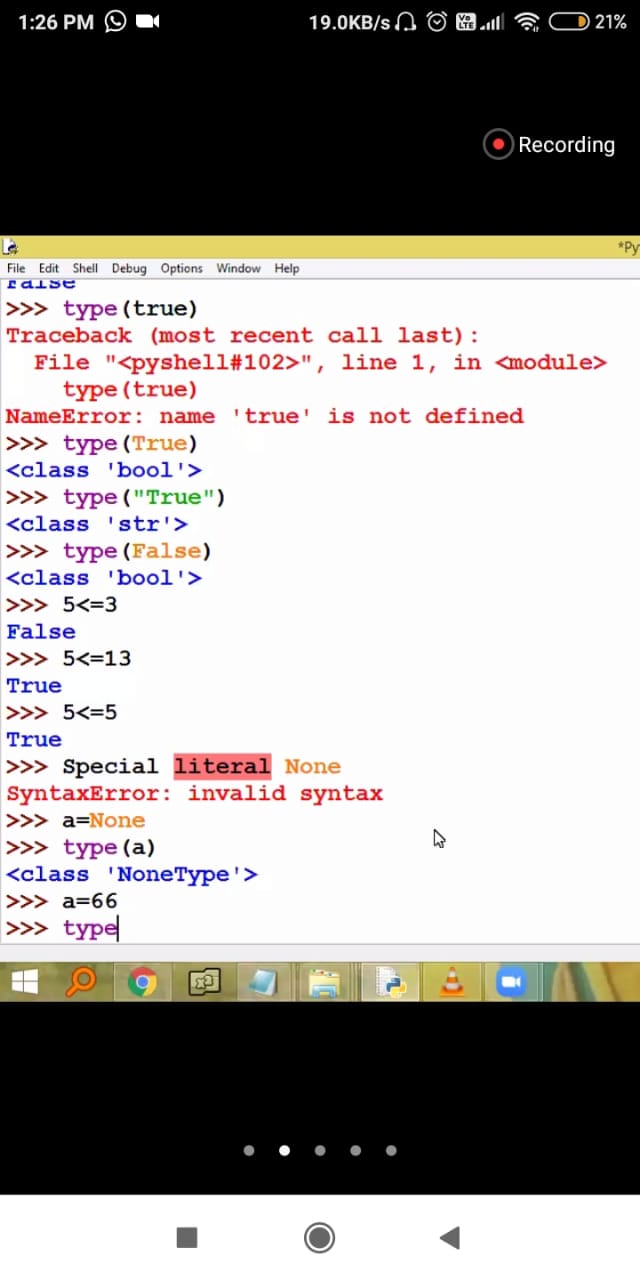 1:26 PM 19.0KB/s Vo LTE 21%
Recording
*Py
File Edit Shell Debug Options Window Help
False
>>> type(true)
Traceback (most recent call last):
  File "<pyshell#102>", line 1, in <module>
    type(true)
NameError: name 'true' is not defined
>>> type(True)
<class 'bool'>
>>> type("True")
<class 'str'>
>>> type(False)
<class 'bool'>
>>> 5<=3
False
>>> 5<=13
True
>>> 5<=5
True
>>> Special literal None
SyntaxError: invalid syntax
>>> a=None
>>> type(a)
<class 'NoneType'>
>>> a=66
>>> type